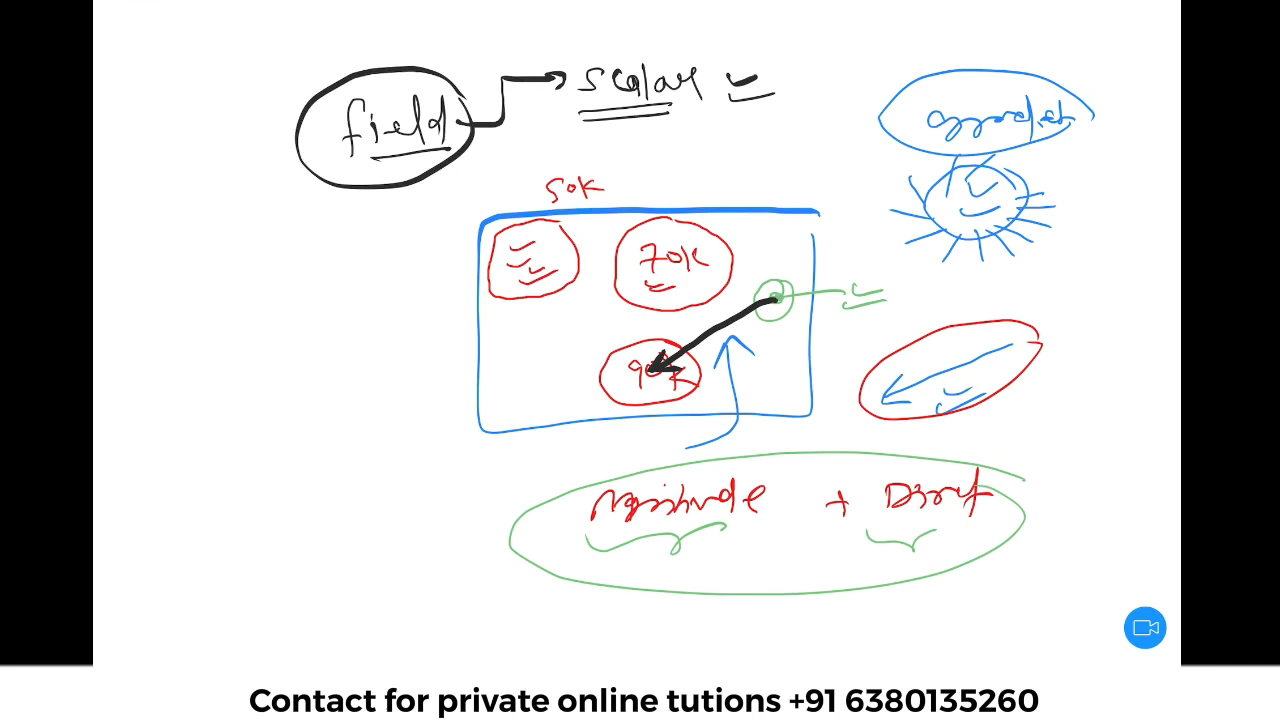 field
scalar
50K
70K
90K
Magnitude + Direct
Contact for private online tutions +91 6380135260